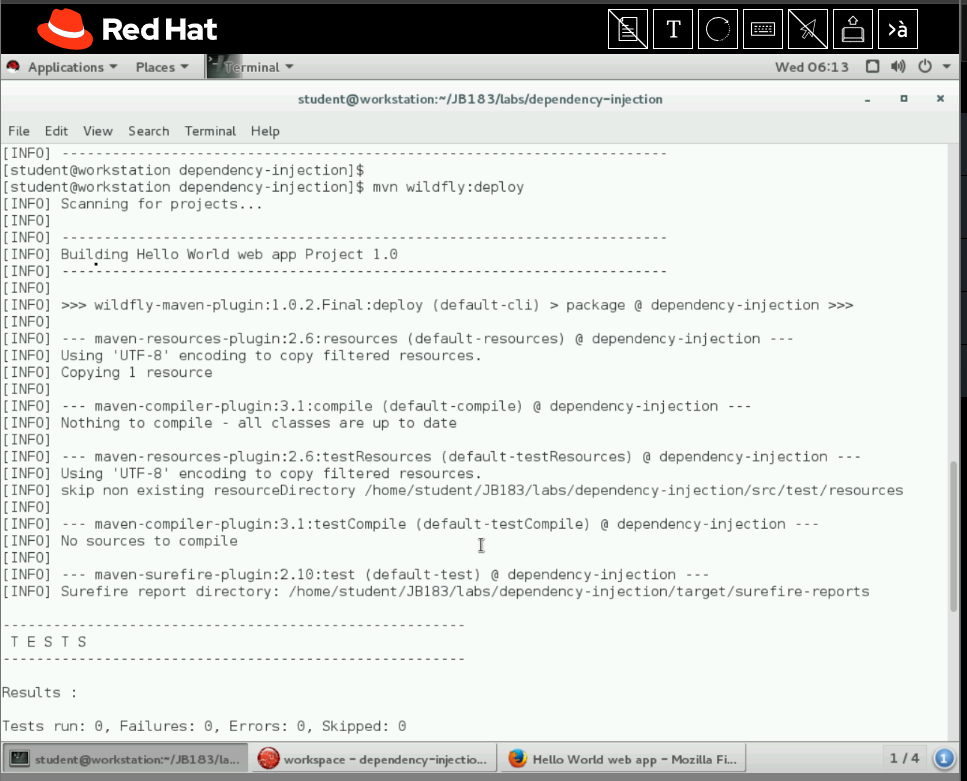 Red Hat
T
>à
Applications Places Terminal Wed 06:13
student@workstation:~/JB183/labs/dependency-injection
File Edit View Search Terminal Help
[INFO] ------------------------------------------------------------------------
[student@workstation dependency-injection]$
[student@workstation dependency-injection]$ mvn wildfly:deploy
[INFO] Scanning for projects...
[INFO]
[INFO] ------------------------------------------------------------------------
[INFO] Building Hello World web app Project 1.0
[INFO] ------------------------------------------------------------------------
[INFO]
[INFO] >>> wildfly-maven-plugin:1.0.2.Final:deploy (default-cli) > package @ dependency-injection >>>
[INFO]
[INFO] --- maven-resources-plugin:2.6:resources (default-resources) @ dependency-injection ---
[INFO] Using 'UTF-8' encoding to copy filtered resources.
[INFO] Copying 1 resource
[INFO]
[INFO] --- maven-compiler-plugin:3.1:compile (default-compile) @ dependency-injection ---
[INFO] Nothing to compile - all classes are up to date
[INFO]
[INFO] --- maven-resources-plugin:2.6:testResources (default-testResources) @ dependency-injection ---
[INFO] Using 'UTF-8' encoding to copy filtered resources.
[INFO] skip non existing resourceDirectory /home/student/JB183/labs/dependency-injection/src/test/resources
[INFO]
[INFO] --- maven-compiler-plugin:3.1:testCompile (default-testCompile) @ dependency-injection ---
[INFO] No sources to compile
[INFO]
[INFO] --- maven-surefire-plugin:2.10:test (default-test) @ dependency-injection ---
[INFO] Surefire report directory: /home/student/JB183/labs/dependency-injection/target/surefire-reports
-------------------------------------------------------
T E S T S
-------------------------------------------------------
Results :
Tests run: 0, Failures: 0, Errors: 0, Skipped: 0
student@workstation:~/JB183/la... workspace - dependency-injectio... Hello World web app - Mozilla Fi... 1 / 4 1